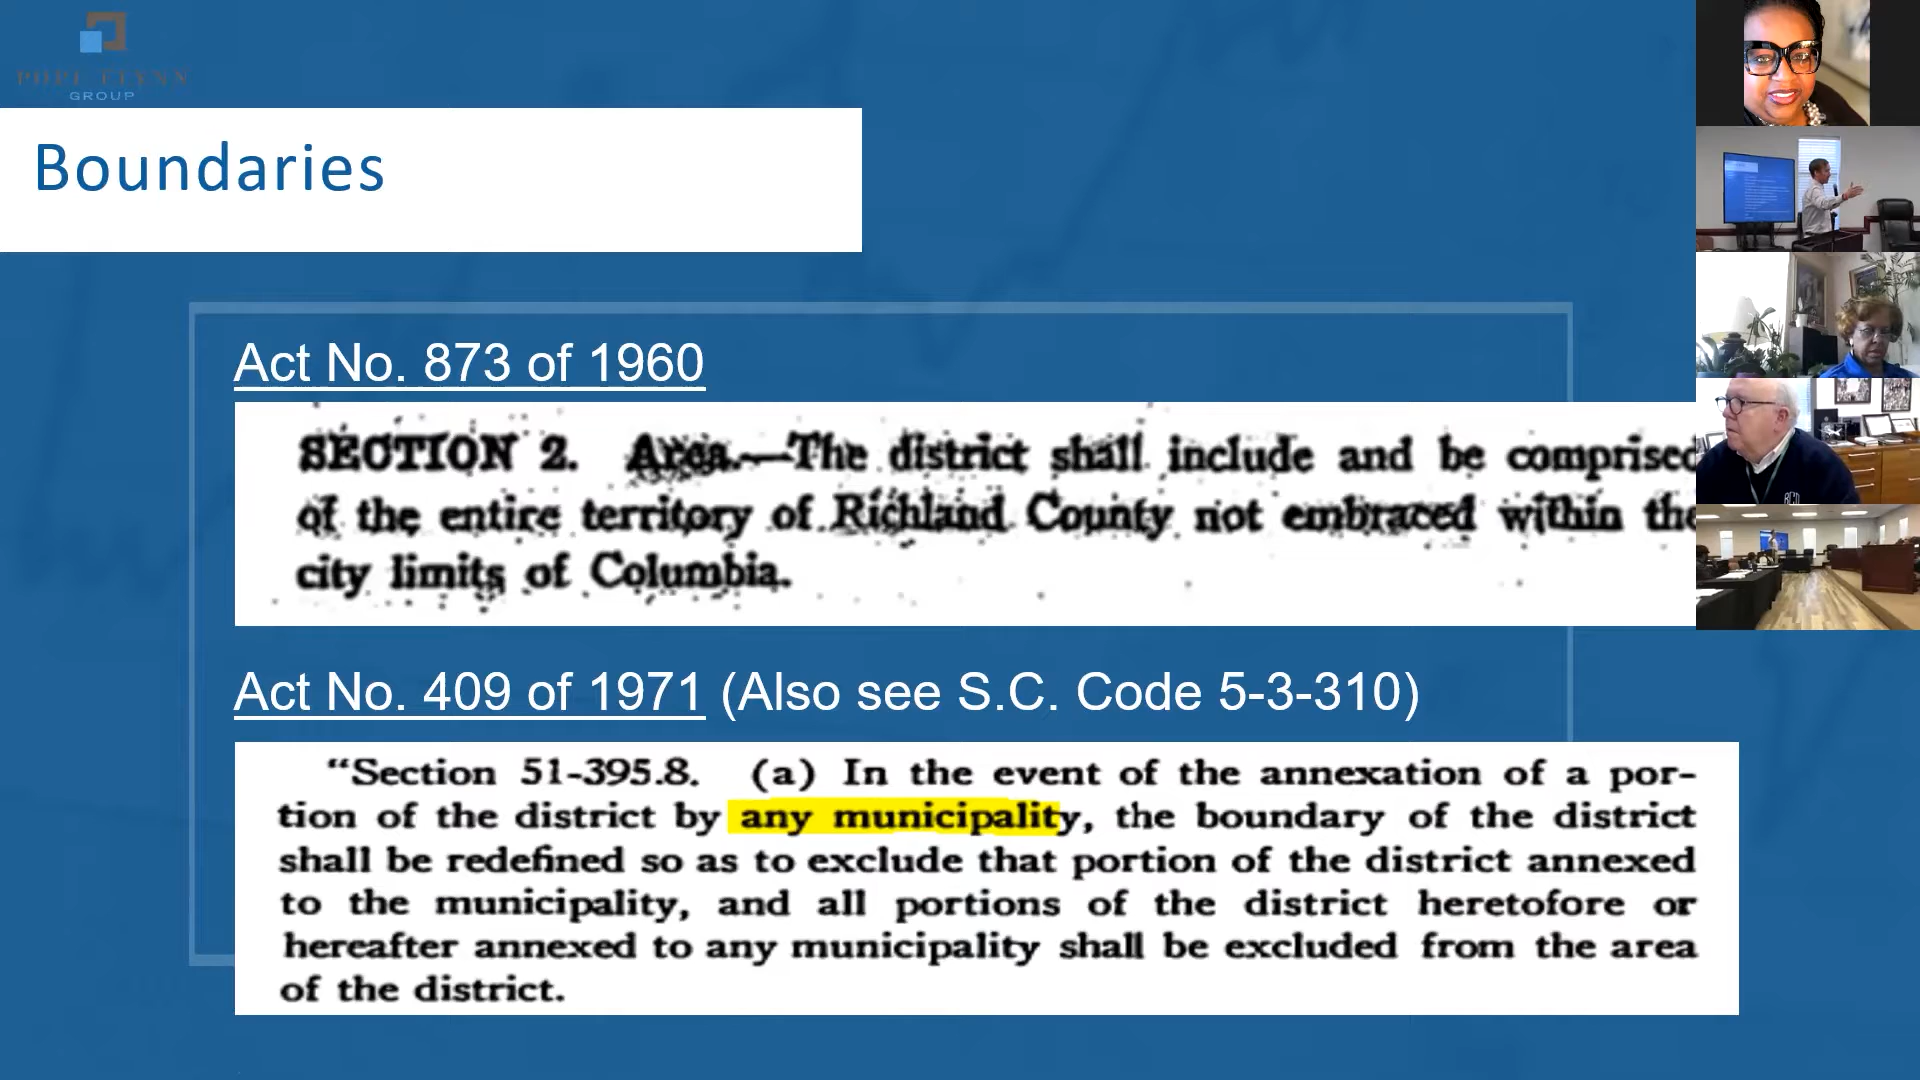 POPE FLYNN
GROUP
Boundaries
Act No. 873 of 1960
SECTION 2. Area.—The district shall include and be comprised
of the entire territory of Richland County not embraced within the
city limits of Columbia.
Act No. 409 of 1971 (Also see S.C. Code 5-3-310)
“Section 51-395.8. (a) In the event of the annexation of a por-
tion of the district by any municipality, the boundary of the district
shall be redefined so as to exclude that portion of the district annexed
to the municipality, and all portions of the district heretofore or
hereafter annexed to any municipality shall be excluded from the area
of the district.